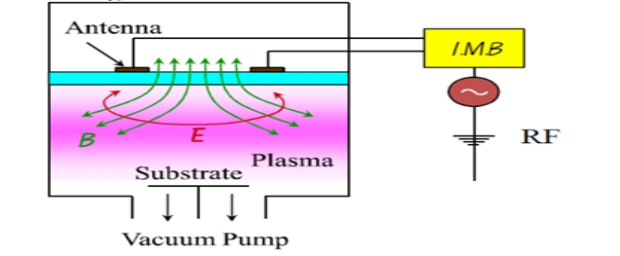 Antenna
I.M.B
B
E
RF
Plasma
Substrate
Vacuum Pump